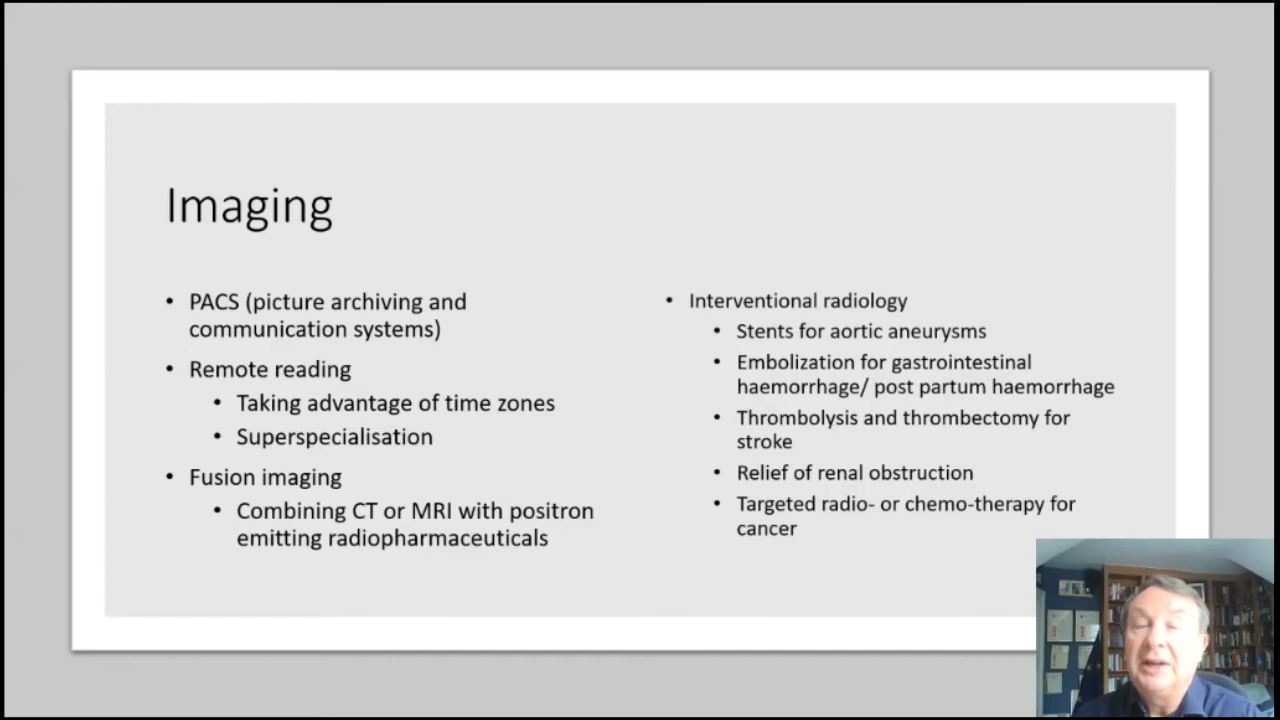 Imaging
• PACS (picture archiving and
communication systems)
• Remote reading
• Taking advantage of time zones
• Superspecialisation
• Fusion imaging
• Combining CT or MRI with positron
emitting radiopharmaceuticals
• Interventional radiology
• Stents for aortic aneurysms
• Embolization for gastrointestinal
haemorrhage/ post partum haemorrhage
• Thrombolysis and thrombectomy for
stroke
• Relief of renal obstruction
• Targeted radio- or chemo-therapy for
cancer